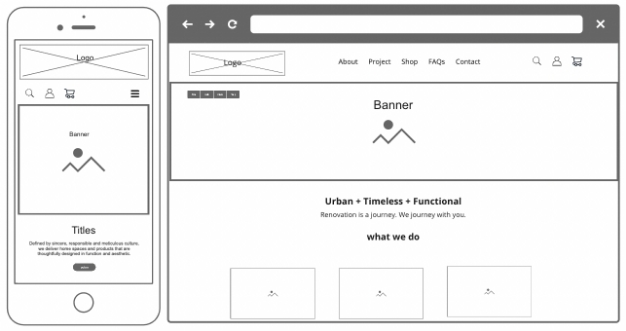 Logo
Banner
Titles
Defined by sincere, responsible and meticulous culture,
we deliver home spaces and products that are
thoughtfully designed in function and aesthetic.
Logo
About Project Shop FAQs Contact
Banner
Urban + Timeless + Functional
Renovation is a journey. We journey with you.
what we do